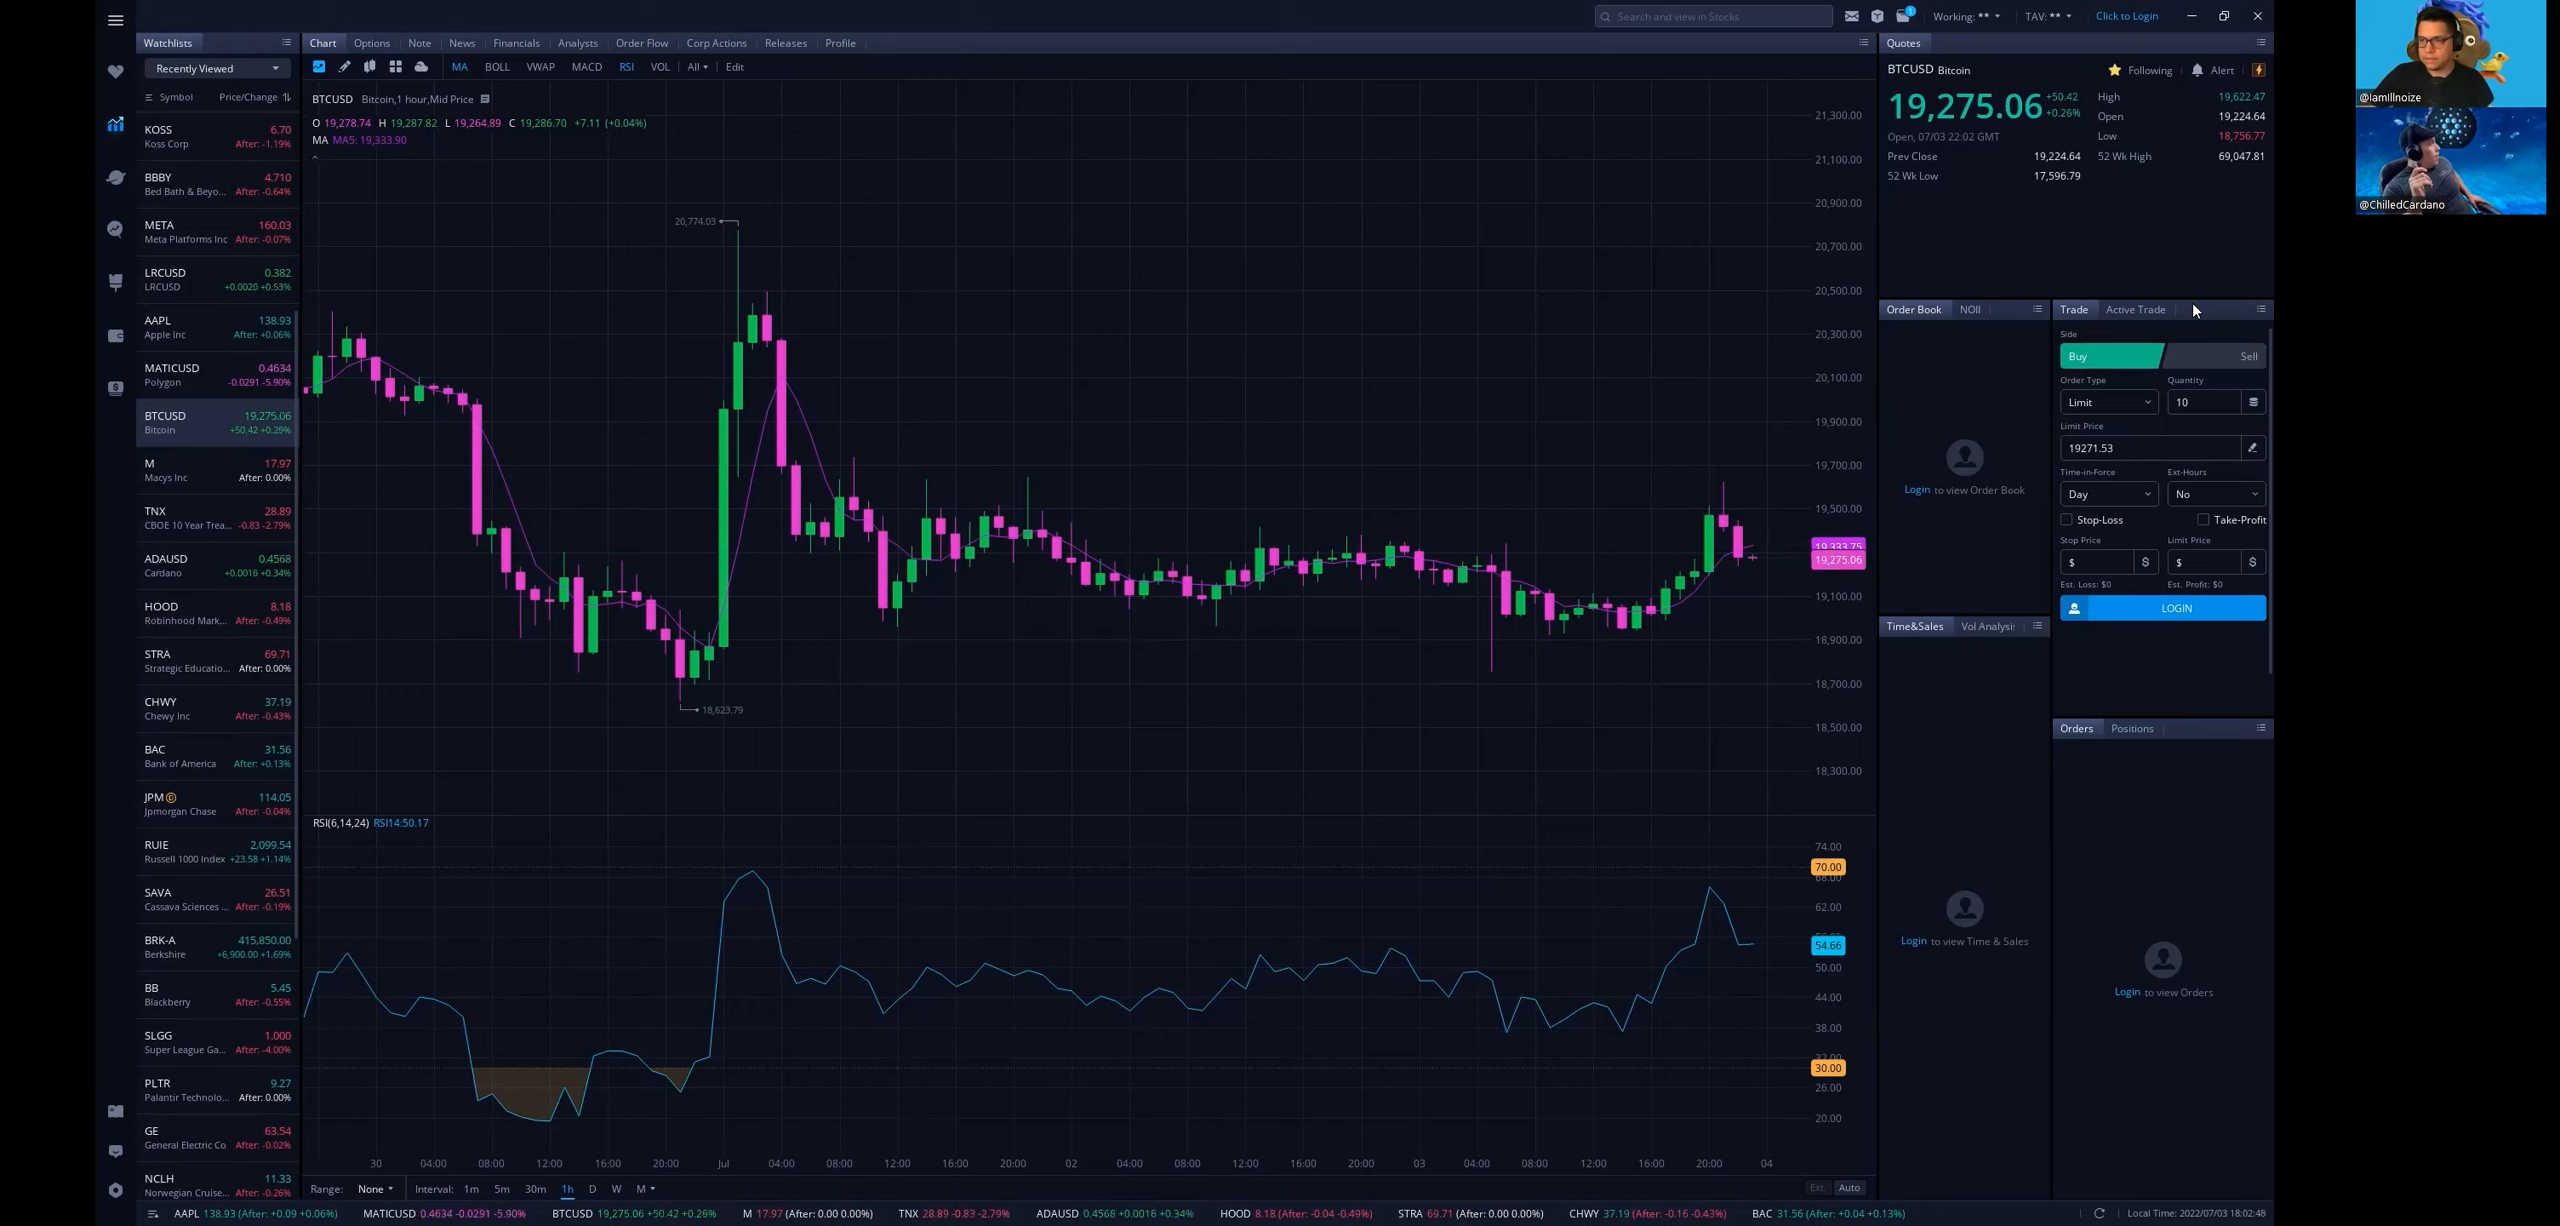 Search and view in Stocks
1
Working: **
TAV: **
Click to Login
Watchlists
Recently Viewed
Symbol Price/Change
KOSS 6.70
Koss Corp After: -1.19%
BBBY 4.710
Bed Bath & Beyo... After: -0.64%
META 160.03
Meta Platforms Inc After: -0.07%
LRCUSD 0.382
LRCUSD +0.0020 +0.53%
AAPL 138.93
Apple Inc After: +0.06%
MATICUSD 0.4634
Polygon -0.0291 -5.90%
BTCUSD 19,275.06
Bitcoin +50.42 +0.26%
M 17.97
Macys Inc After: 0.00%
TNX 28.89
CBOE 10 Year Trea... -0.83 -2.79%
ADAUSD 0.4568
Cardano +0.0016 +0.34%
HOOD 8.18
Robinhood Mark... After: -0.49%
STRA 69.71
Strategic Educatio... After: 0.00%
CHWY 37.19
Chewy Inc After: -0.43%
BAC 31.56
Bank of America After: +0.13%
JPM D 114.05
Jpmorgan Chase After: -0.04%
RUIE 2,099.54
Russell 1000 Index +23.58 +1.14%
SAVA 26.51
Cassava Sciences ... After: -0.19%
BRK-A 415,850.00
Berkshire +6,900.00 +1.69%
BB 5.45
Blackberry After: -0.55%
SLGG 1.000
Super League Ga... After: -4.00%
PLTR 9.27
Palantir Technolo... After: 0.00%
GE 63.54
General Electric Co After: -0.02%
NCLH 11.33
Norwegian Cruise... After: -0.26%
Chart Options Note News Financials Analysts Order Flow Corp Actions Releases Profile
MA BOLL VWAP MACD RSI VOL All Edit
BTCUSD Bitcoin,1 hour,Mid Price
O 19,278.74 H 19,287.82 L 19,264.89 C 19,286.70 +7.11 (+0.04%)
MA MA5: 19,333.90
20,774.03
18,623.79
21,300.00
21,100.00
20,900.00
20,700.00
20,500.00
20,300.00
20,100.00
19,900.00
19,700.00
19,500.00
19,333.75
19,275.06
19,100.00
18,900.00
18,700.00
18,500.00
18,300.00
RSI(6,14,24) RSI14:50.17
74.00
70.00
68.00
62.00
54.66
50.00
44.00
38.00
32.00
30.00
26.00
20.00
30 04:00 08:00 12:00 16:00 20:00 Jul 04:00 08:00 12:00 16:00 20:00 02 04:00 08:00 12:00 16:00 20:00 03 04:00 08:00 12:00 16:00 20:00 04
Range: None Interval: 1m 5m 30m 1h D W M
Ext. Auto
Quotes
BTCUSD Bitcoin Following Alert
19,275.06 +50.42
+0.26%
Open, 07/03 22:02 GMT
High 19,622.47
Open 19,224.64
Low 18,756.77
Prev Close 19,224.64 52 Wk High 69,047.81
52 Wk Low 17,596.79
Order Book NOII
Login to view Order Book
Time&Sales Vol Analysis
Login to view Time & Sales
Trade Active Trade
Side
Buy Sell
Order Type Quantity
Limit 10
Limit Price
19271.53
Time-in-Force Ext-Hours
Day No
Stop-Loss Take-Profit
Stop Price Limit Price
$ $ $ $
Est. Loss: $0 Est. Profit: $0
LOGIN
Orders Positions
Login to view Orders
@IamIllnoize
@ChilledCardano
AAPL 138.93 (After: +0.09 +0.06%) MATICUSD 0.4634 -0.0291 -5.90% BTCUSD 19,275.06 +50.42 +0.26% M 17.97 (After: 0.00 0.00%) TNX 28.89 -0.83 -2.79% ADAUSD 0.4568 +0.0016 +0.34% HOOD 8.18 (After: -0.04 -0.49%) STRA 69.71 (After: 0.00 0.00%) CHWY 37.19 (After: -0.16 -0.43%) BAC 31.56 (After: +0.04 +0.13%)
Local Time: 2022/07/03 18:02:48